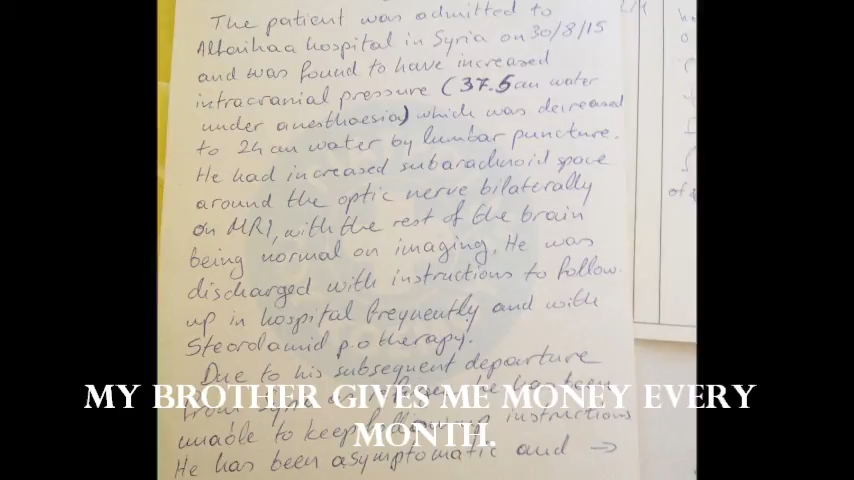 The patient was admitted to
Altarihaa hospital in Syria on 30/8/15
and was found to have increased
intracranial pressure (37.5 cm water
under anesthaesia) which was decreased
to 24 cm water by lumbar puncture.
He had increased subarachnoid space
around the optic nerve bilaterally
on MRI, with the rest of the brain
being normal on imaging. He was
discharged with instructions to follow
up in hospital frequently and with
p.o therapy.
Due to his subsequent departure
from Syria
MY BROTHER GIVES ME MONEY EVERY
unable to keep instructions
MONTH.
He has been asymptomatic and →